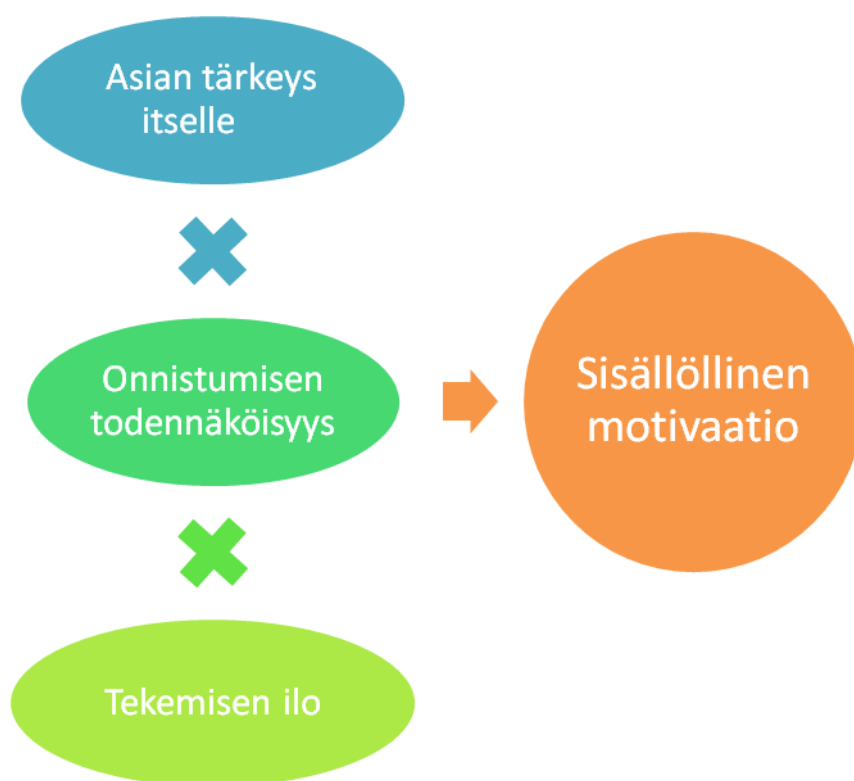 Asian tärkeys
itselle
Onnistumisen
todennäköisyys
Tekemisen ilo
Sisällöllinen
motivaatio